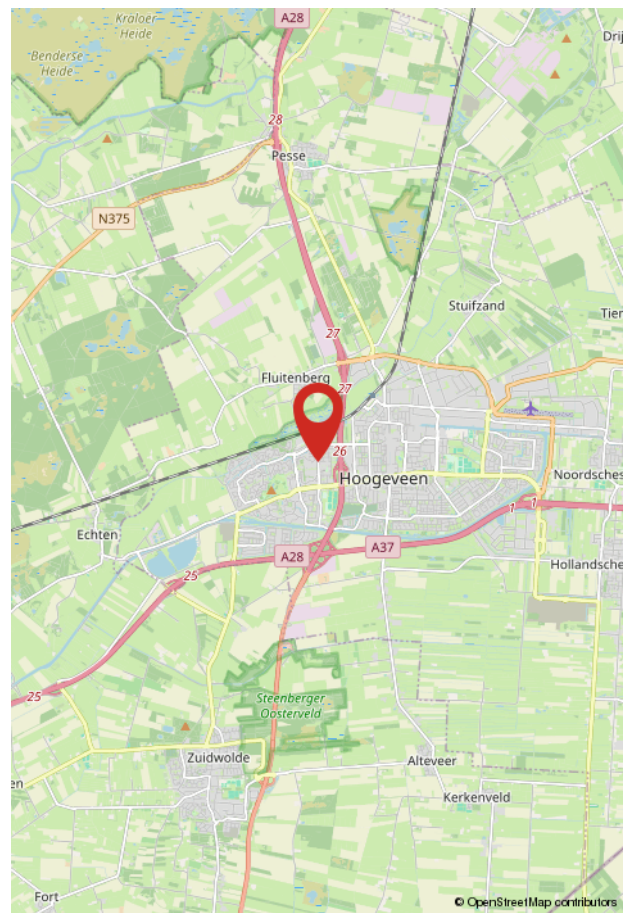 A28
Kraloer
Heide
Benderse
Heide
Drij
28
Pesse
N375
Stuifzand
Tier
27
Fluitenberg
27
26
Hoogeveen
Noordsches
1
1
Echten
A28
A37
Hollandsche
25
25
Steenberger
Oosterveld
Zuidwolde
Alteveer
en
Kerkenveld
Fort
© OpenStreetMap contributors